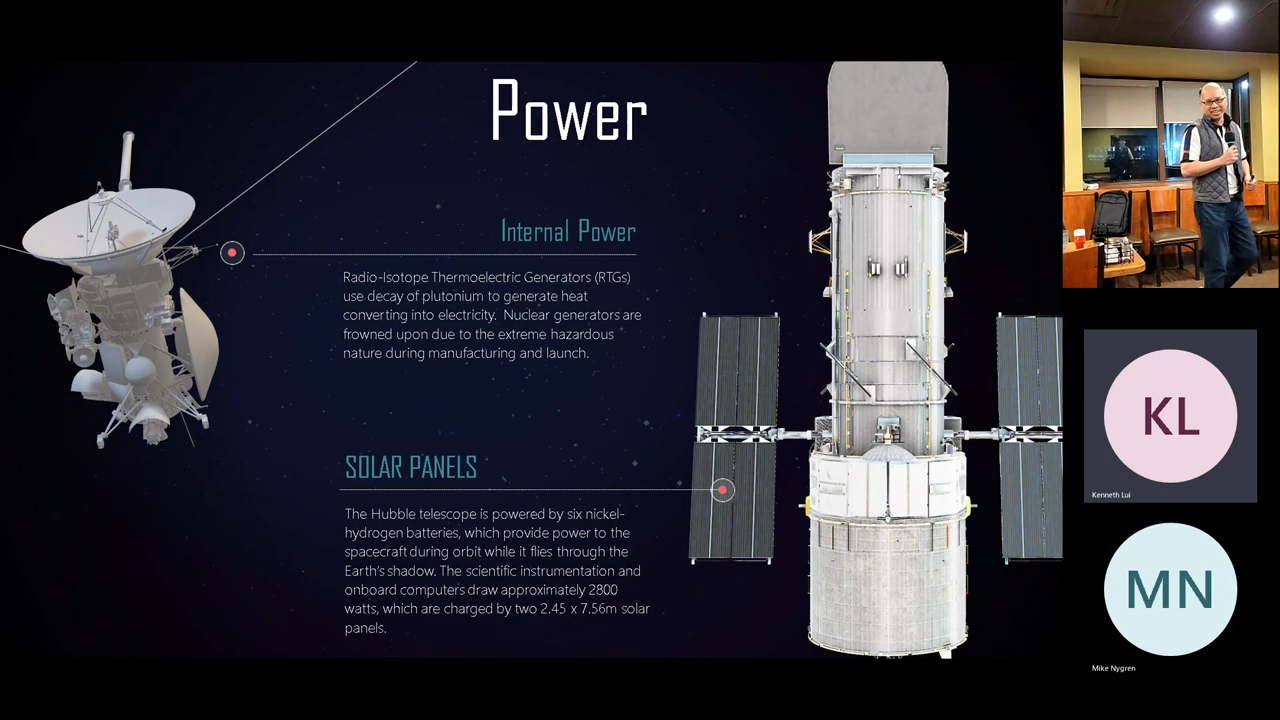 Power
Internal Power
Radio-Isotope Thermoelectric Generators (RTGs)
use decay of plutonium to generate heat
converting into electricity. Nuclear generators are
frowned upon due to the extreme hazardous
nature during manufacturing and launch.
SOLAR PANELS
The Hubble telescope is powered by six nickel-
hydrogen batteries, which provide power to the
spacecraft during orbit while it flies through the
Earth's shadow. The scientific instrumentation and
onboard computers draw approximately 2800
watts, which are charged by two 2.45 x 7.56m solar
panels.
KL
Kenneth Lui
MN
Mike Nygren